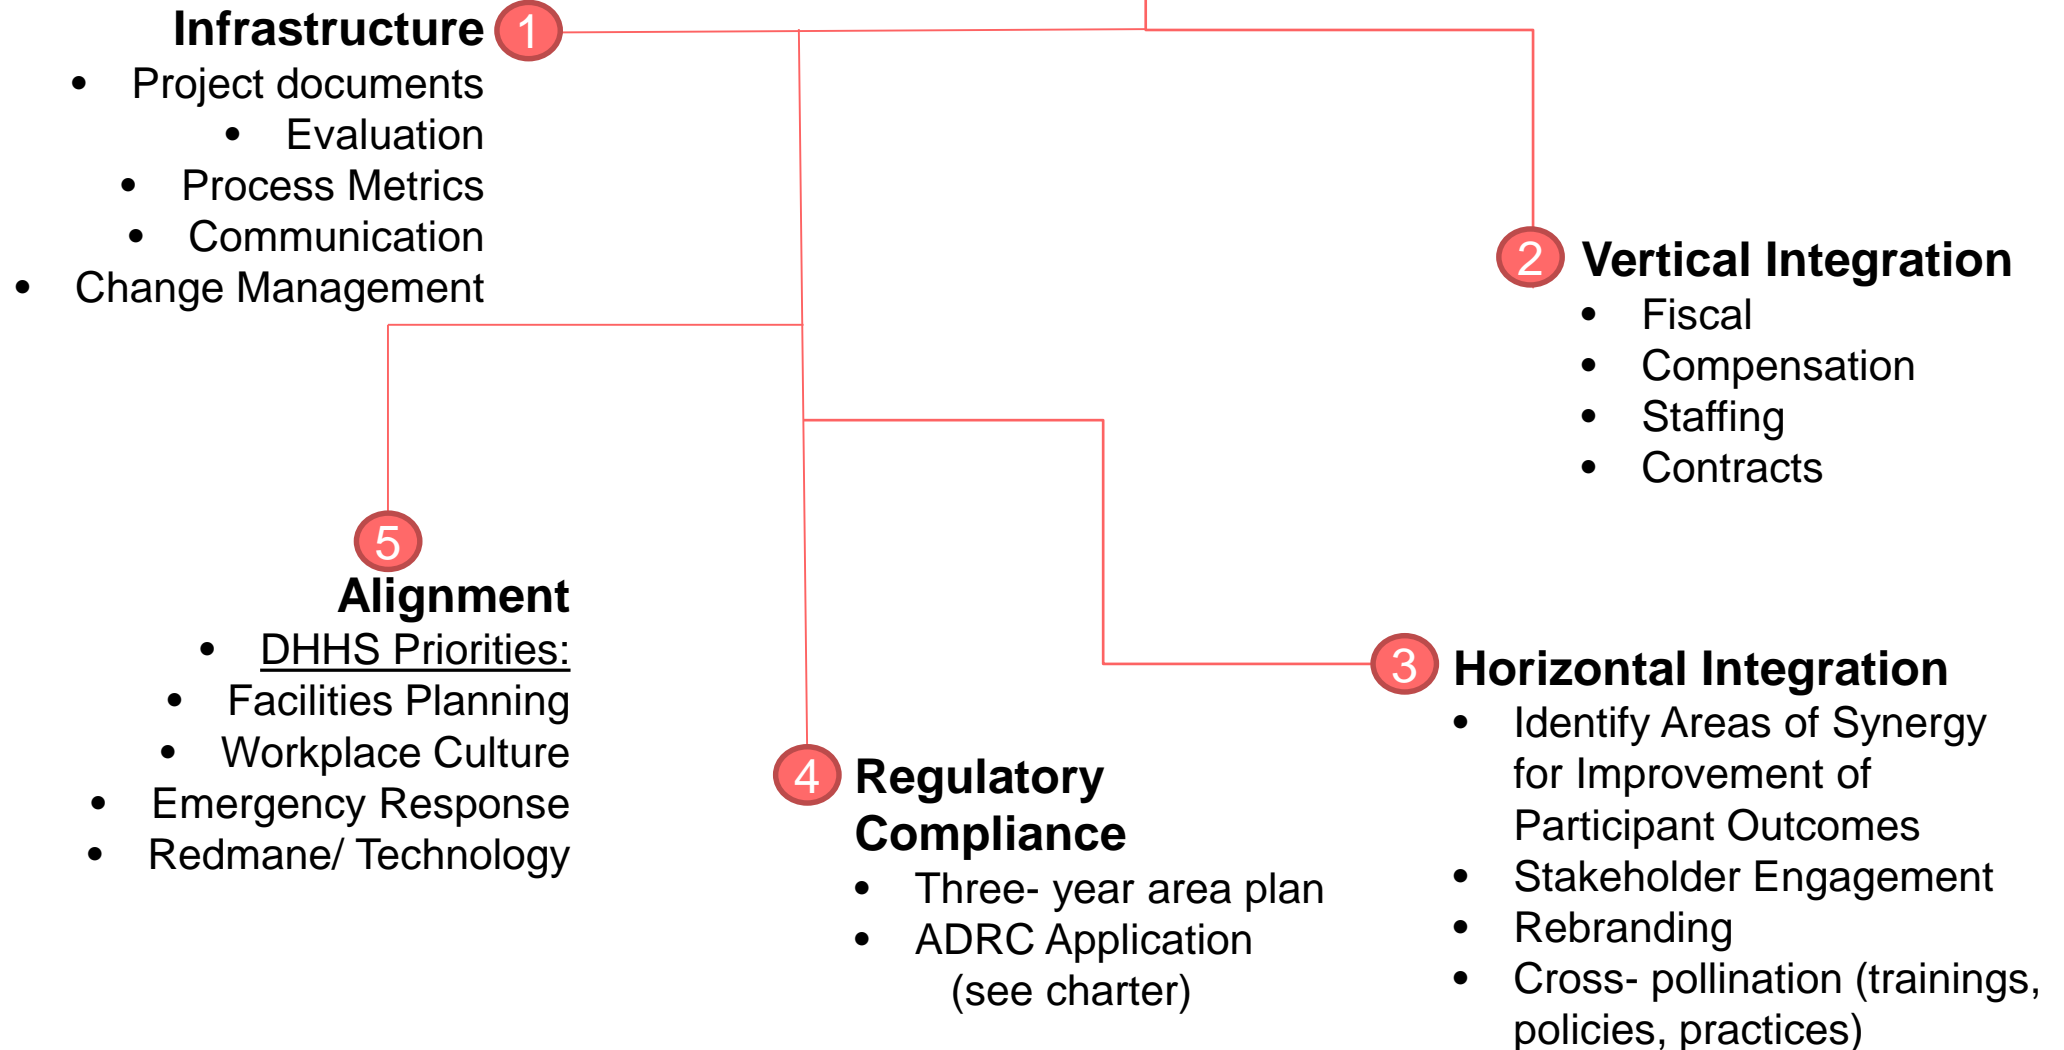 1
Infrastructure
• Project documents
• Evaluation
• Process Metrics
• Communication
• Change Management
2
Vertical Integration
• Fiscal
• Compensation
• Staffing
• Contracts
3
Horizontal Integration
• Identify Areas of Synergy
for Improvement of
Participant Outcomes
• Stakeholder Engagement
• Rebranding
• Cross- pollination (trainings,
policies, practices)
4
Regulatory
Compliance
• Three- year area plan
• ADRC Application
(see charter)
5
Alignment
• DHHS Priorities:
• Facilities Planning
• Workplace Culture
• Emergency Response
• Redmane/ Technology